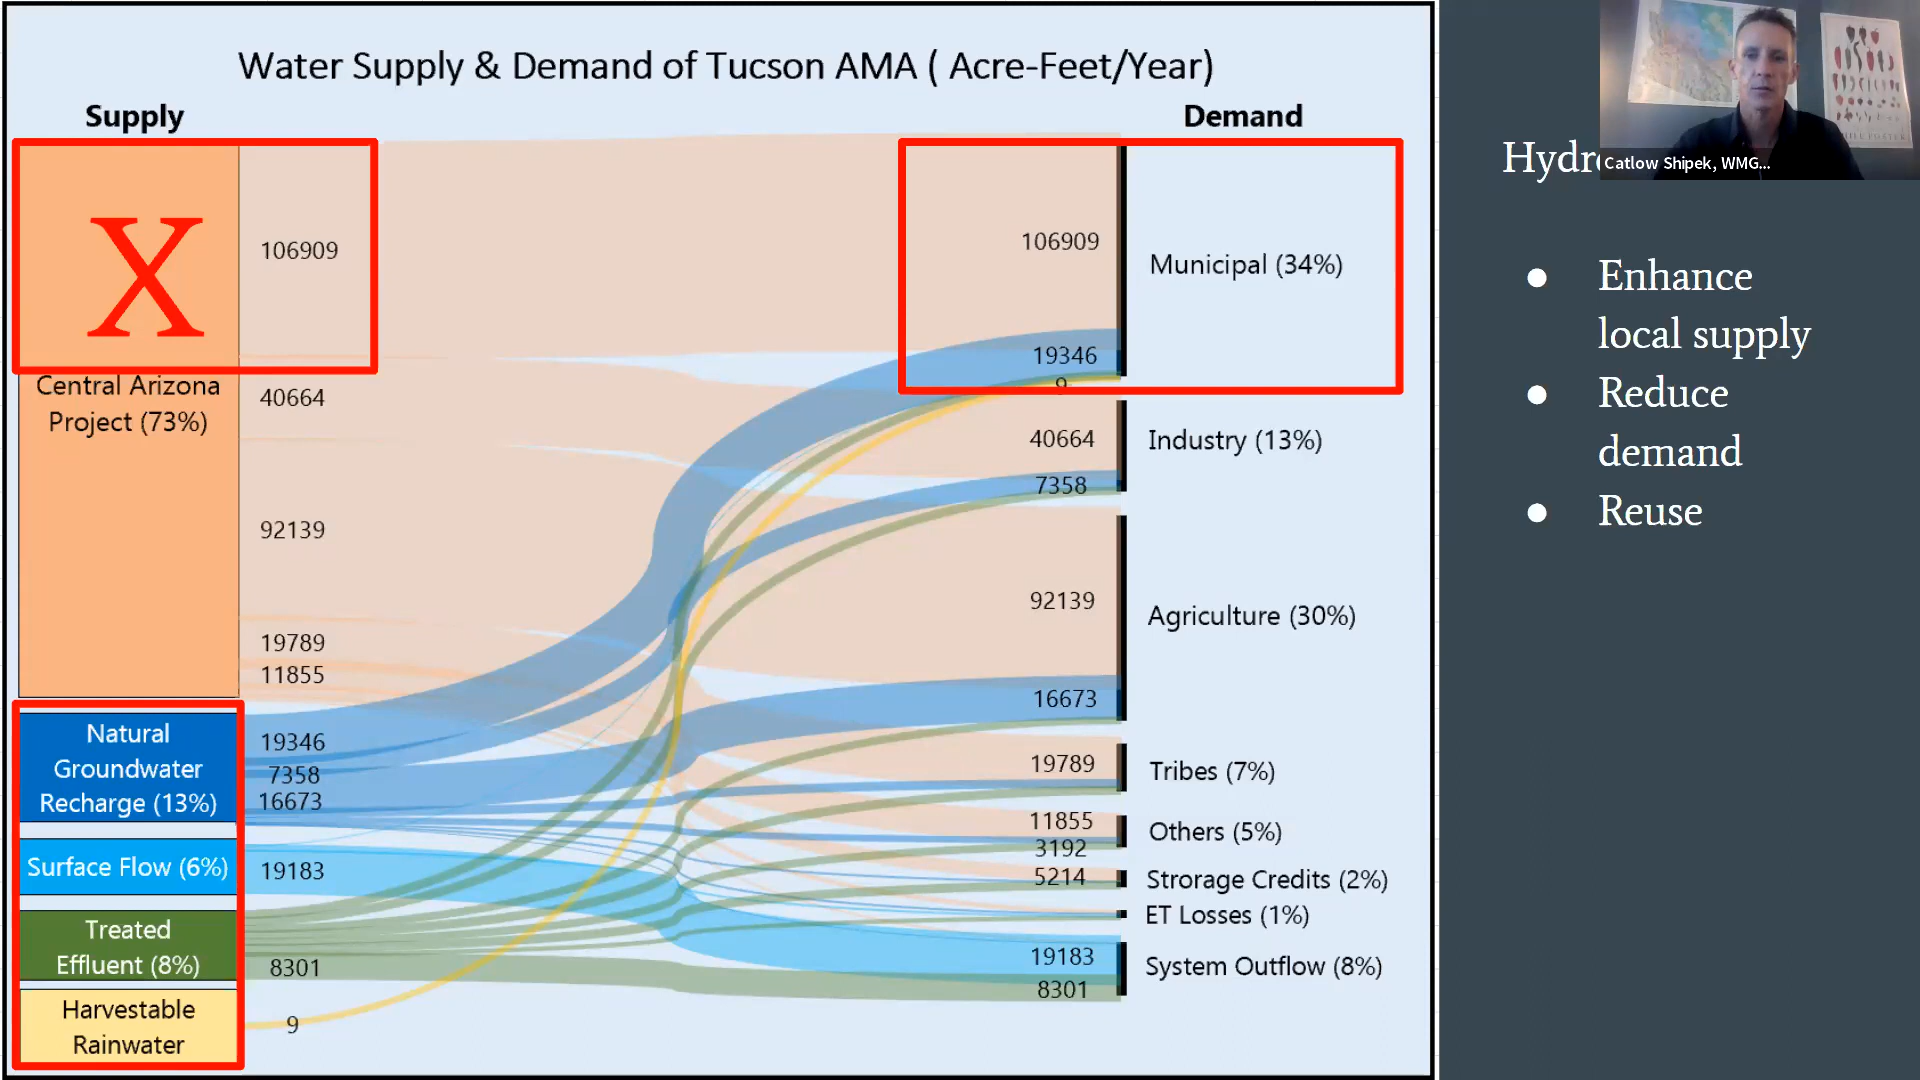 Water Supply & Demand of Tucson AMA ( Acre-Feet/Year)
Supply
Demand
X
Central Arizona
Project (73%)
106909
40664
92139
19789
11855
Natural
Groundwater
Recharge (13%)
19346
7358
16673
Surface Flow (6%)
19183
Treated
Effluent (8%)
8301
Harvestable
Rainwater
9
106909
19346
9
Municipal (34%)
40664
7358
Industry (13%)
92139
16673
Agriculture (30%)
19789
Tribes (7%)
11855
3192
Others (5%)
5214
Strorage Credits (2%)
ET Losses (1%)
19183
8301
System Outflow (8%)
Catlow Shipek, WMG...
● Enhance
local supply
● Reduce
demand
● Reuse